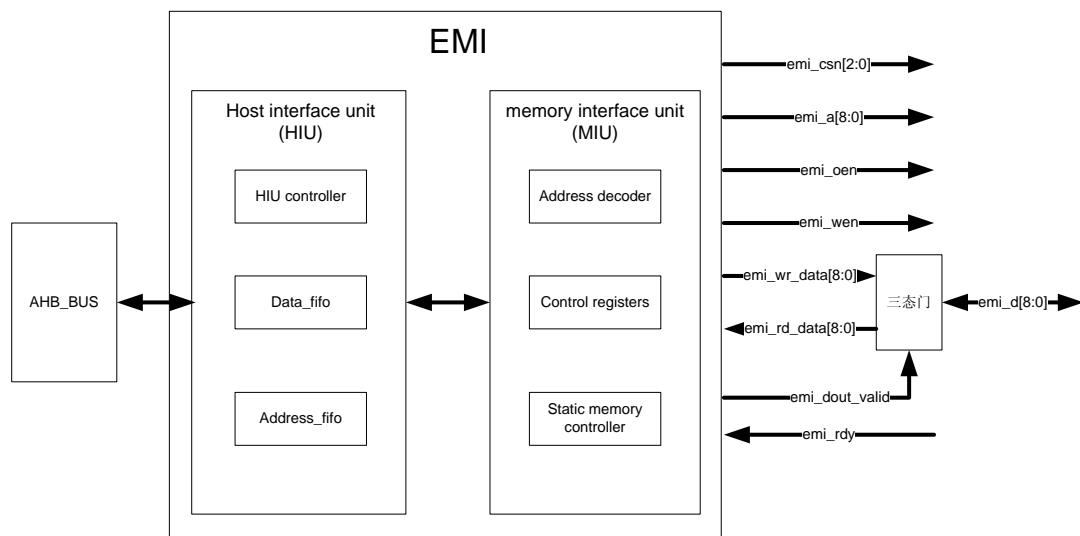 EMI
Host interface unit
(HIU)
HIU controller
Data_fifo
Address_fifo
memory interface unit
(MIU)
Address decoder
Control registers
Static memory
controller
AHB_BUS
emi_csn[2:0]
emi_a[8:0]
emi_oen
emi_wen
emi_wr_data[8:0]
emi_rd_data[8:0]
emi_dout_valid
emi_rdy
三态门
emi_d[8:0]